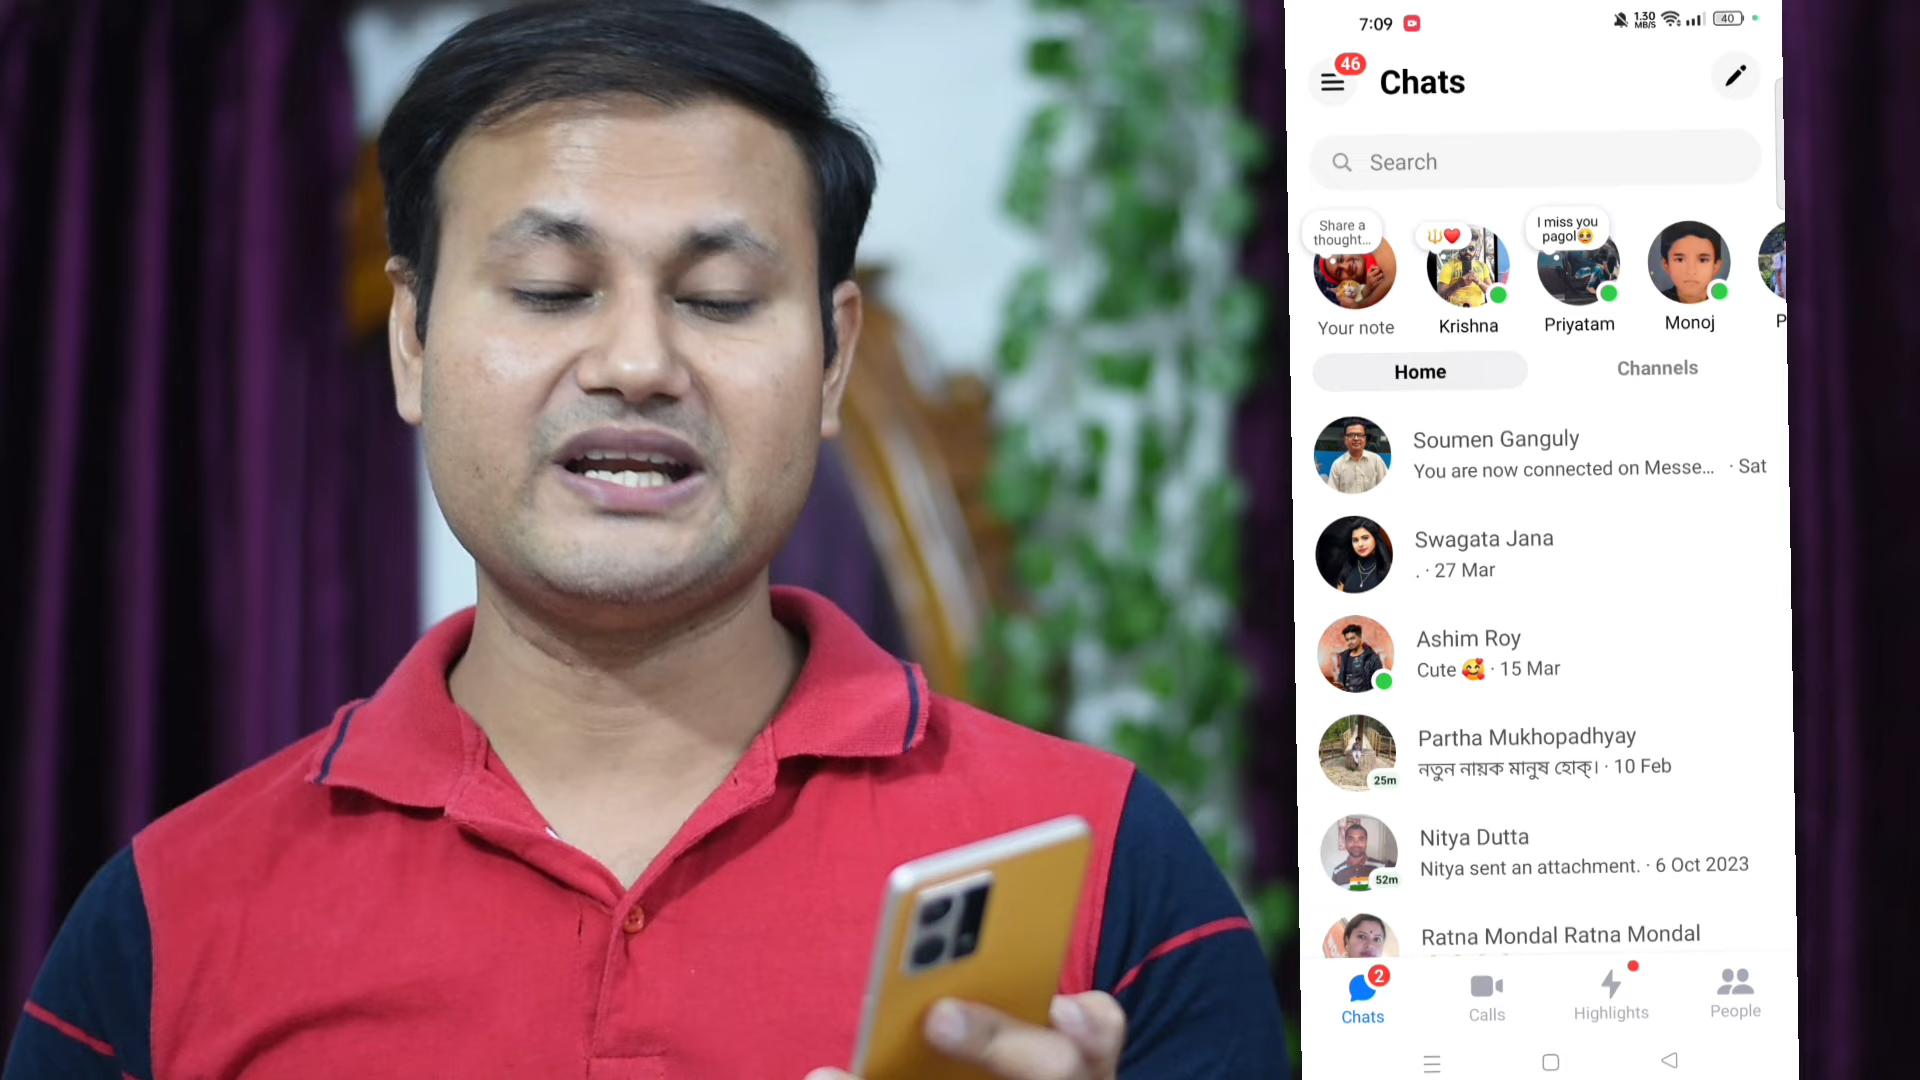 7:09
1.30
MB/S
40
46
Chats
Search
Share a
thought...
I miss you
pagol🥹
Your note
Krishna
Priyatam
Monoj
P
Home
Channels
Soumen Ganguly
You are now connected on Messe... · Sat
Swagata Jana
. · 27 Mar
Ashim Roy
Cute 🥰 · 15 Mar
Partha Mukhopadhyay
নতুন নায়ক মানুষ হোক্। · 10 Feb
25m
Nitya Dutta
Nitya sent an attachment. · 6 Oct 2023
52m
Ratna Mondal Ratna Mondal
2
Chats
Calls
Highlights
People